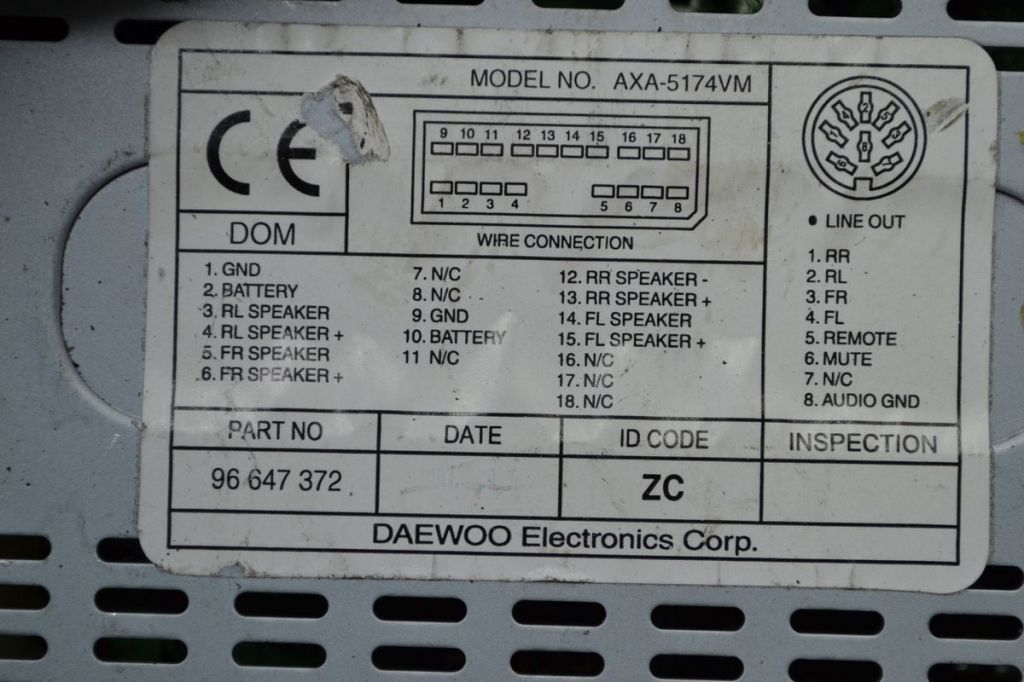 MODEL NO. AXA-5174VM
CE
DOM
9 10 11 12 13 14 15 16 17 18
1 2 3 4 5 6 7 8
WIRE CONNECTION
1. GND
2. BATTERY
3. RL SPEAKER
4. RL SPEAKER +
5. FR SPEAKER
6. FR SPEAKER +
7. N/C
8. N/C
9. GND
10. BATTERY
11 N/C
12. RR SPEAKER -
13. RR SPEAKER +
14. FL SPEAKER
15. FL SPEAKER +
16. N/C
17. N/C
18. N/C
• LINE OUT
1. RR
2. RL
3. FR
4. FL
5. REMOTE
6. MUTE
7. N/C
8. AUDIO GND
PART NO
DATE
ID CODE
INSPECTION
96 647 372
ZC
DAEWOO Electronics Corp.